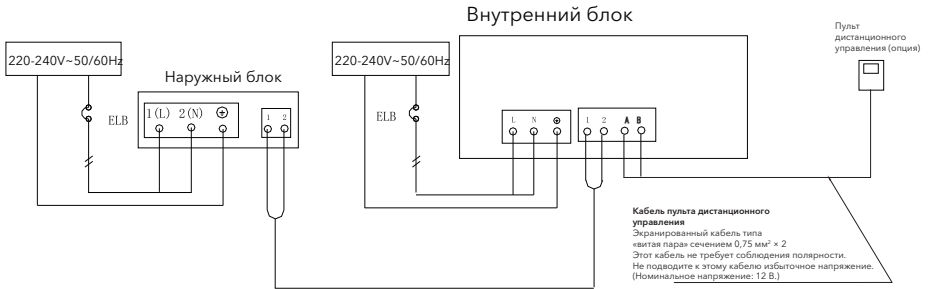 Внутренний блок
Пульт
дистанционного
управления (опция)
220-240V~50/60Hz
220-240V~50/60Hz
Наружный блок
ELB
1(L) 2(N)
1 2
ELB
L N
1 2 A B
Кабель пульта дистанционного
управления
Экранированный кабель типа
«витая пара» сечением 0,75 мм² × 2
Этот кабель не требует соблюдения полярности.
Не подводите к этому кабелю избыточное напряжение.
(Номинальное напряжение: 12 В.)